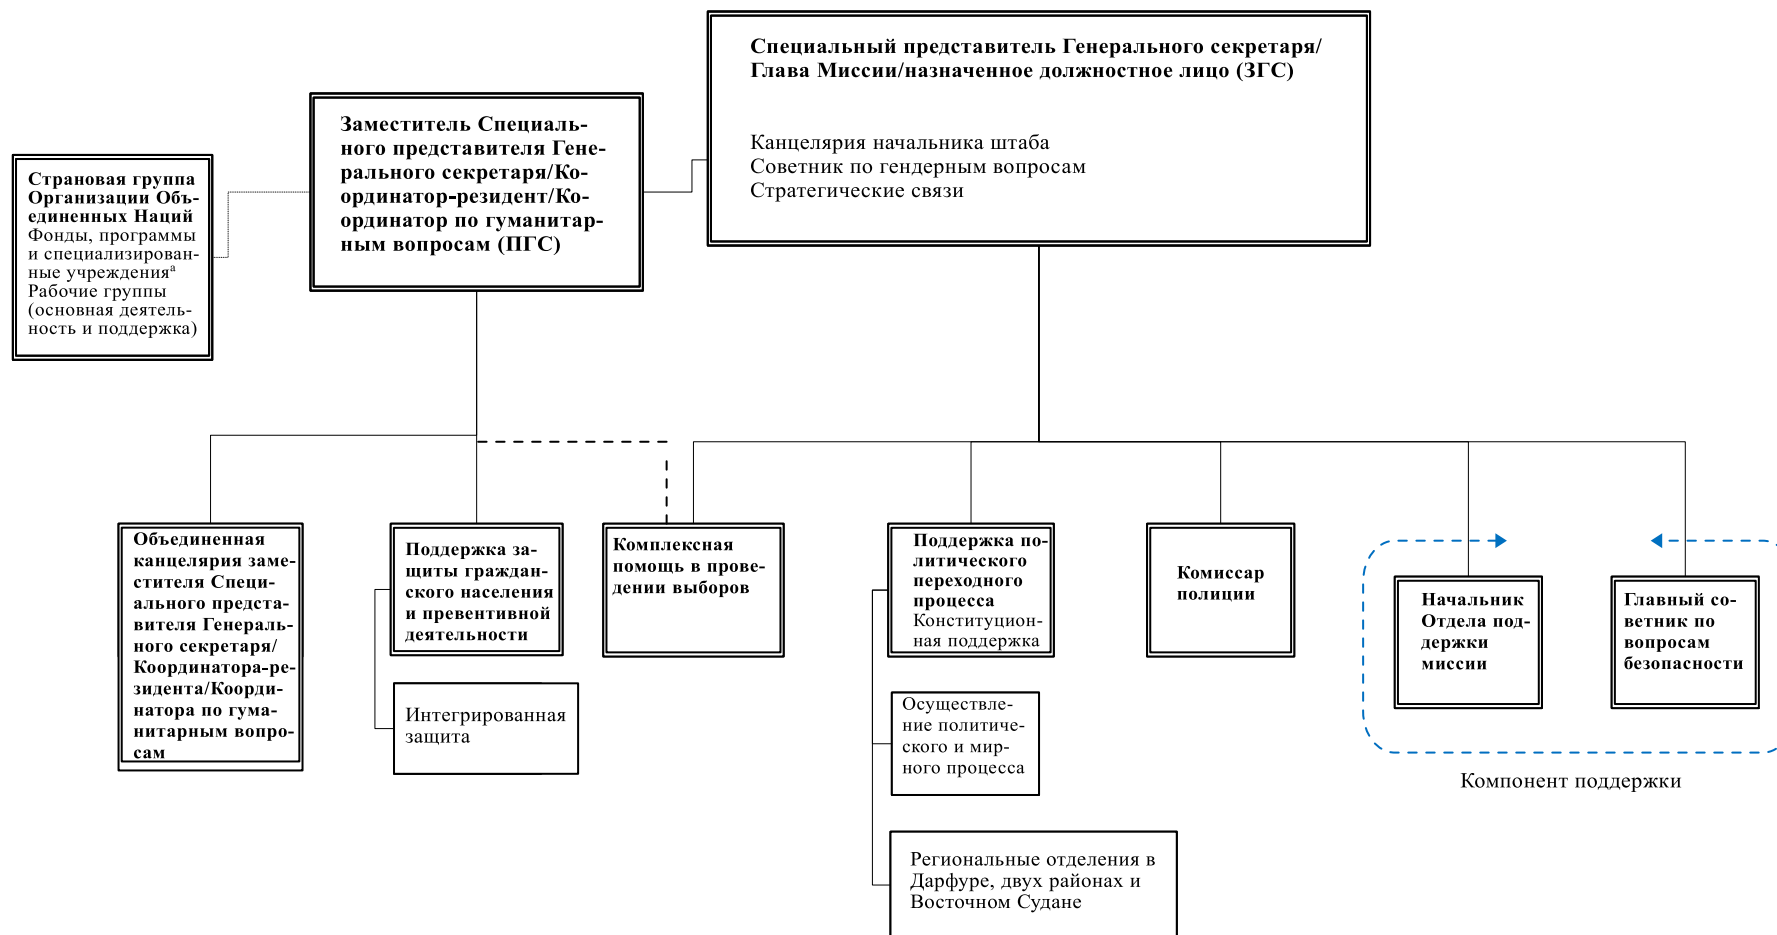 Специальный представитель Генерального секретаря/
Глава Миссии/назначенное должностное лицо (ЗГС)
Канцелярия начальника штаба
Советник по гендерным вопросам
Стратегические связи
Заместитель Специаль-
ного представителя Гене-
рального секретаря/Ко-
ординатор-резидент/Ко-
ординатор по гуманитар-
ным вопросам (ПГС)
Страновая группа
Организации Объ-
единенных Наций
Фонды, программы
и специализирован-
ные учрежденияª
Рабочие группы
(основная деятель-
ность и поддержка)
Объединенная
канцелярия заме-
стителя Специ-
ального предста-
вителя Генераль-
ного секретаря/
Координатора-ре-
зидента/Коорди-
натора по гума-
нитарным вопро-
сам
Поддержка за-
щиты граждан-
ского населения
и превентивной
деятельности
Интегрированная
защита
Комплексная
помощь в прове-
дении выборов
Поддержка по-
литического
переходного
процесса
Конституцион-
ная поддержка
Осуществле-
ние политиче-
ского и мир-
ного процесса
Региональные отделения в
Дарфуре, двух районах и
Восточном Судане
Комиссар
полиции
Начальник
Отдела под-
держки
миссии
Главный со-
ветник по
вопросам
безопасности
Компонент поддержки